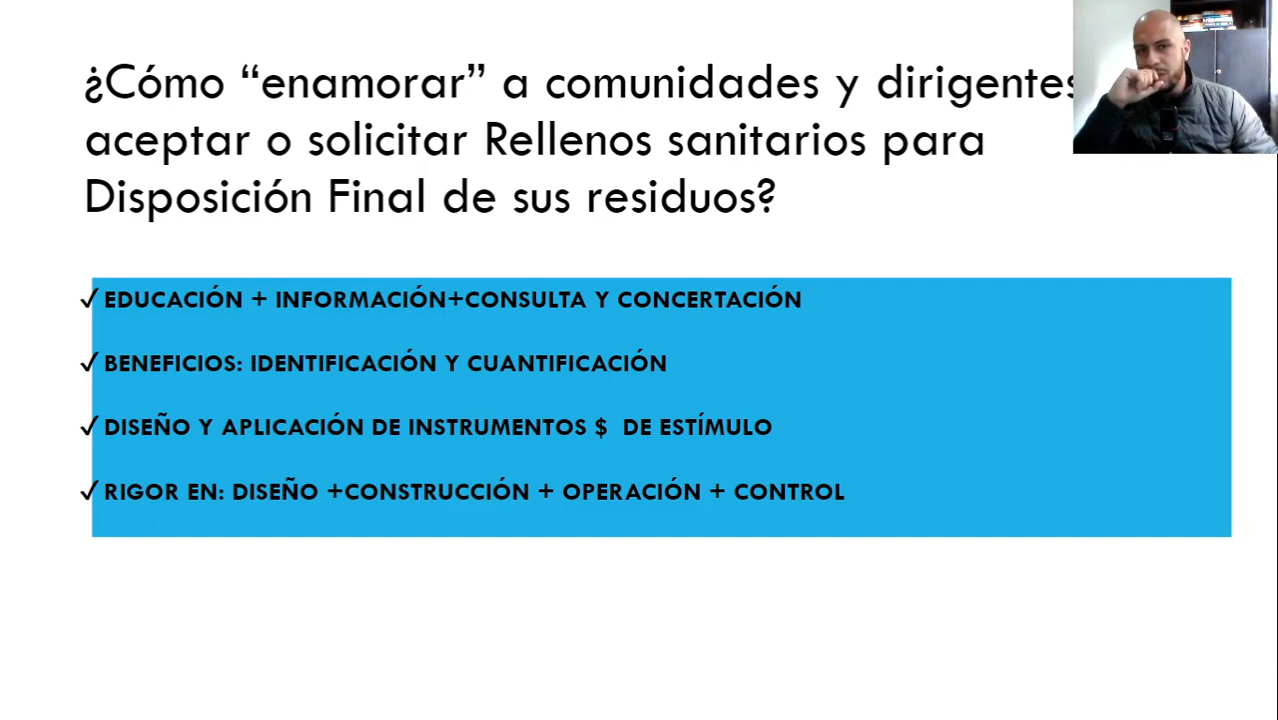 ¿Cómo “enamorar” a comunidades y dirigentes
aceptar o solicitar Rellenos sanitarios para
Disposición Final de sus residuos?
✓EDUCACIÓN + INFORMACIÓN+CONSULTA Y CONCERTACIÓN
✓BENEFICIOS: IDENTIFICACIÓN Y CUANTIFICACIÓN
✓DISEÑO Y APLICACIÓN DE INSTRUMENTOS $ DE ESTÍMULO
✓RIGOR EN: DISEÑO +CONSTRUCCIÓN + OPERACIÓN + CONTROL